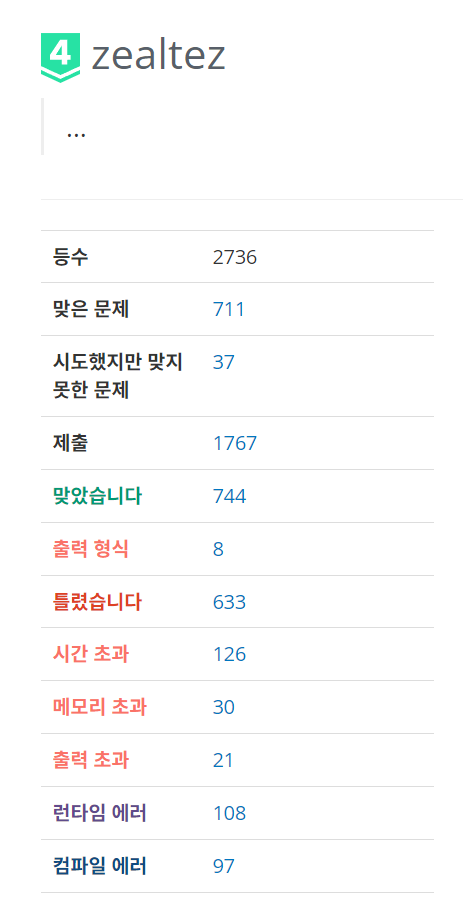 4 zealtez
...
등수 2736
맞은 문제 711
시도했지만 맞지 37
못한 문제
제출 1767
맞았습니다 744
출력 형식 8
틀렸습니다 633
시간 초과 126
메모리 초과 30
출력 초과 21
런타임 에러 108
컴파일 에러 97